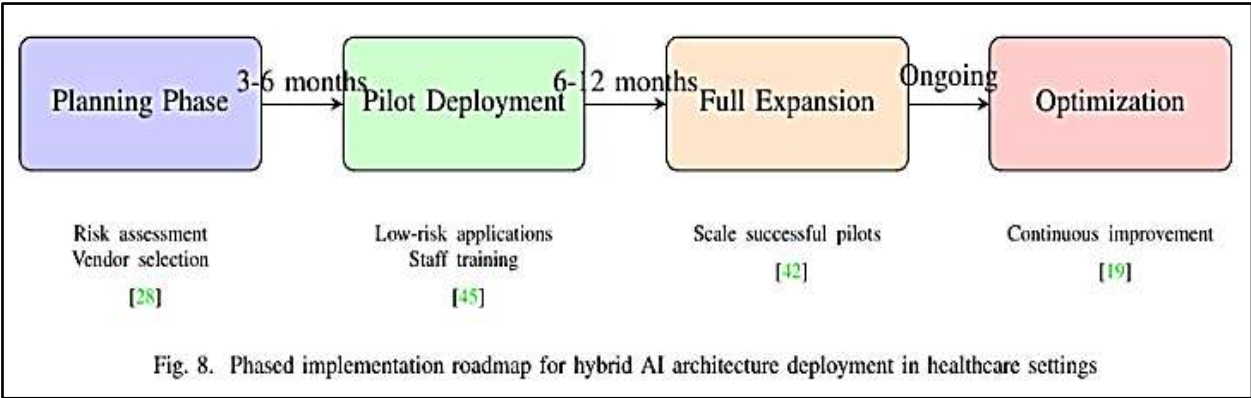 Planning Phase
3-6 months
Pilot Deployment
6-12 months
Full Expansion
Ongoing
Optimization
Risk assessment
Vendor selection
[28]
Low-risk applications
Staff training
[45]
Scale successful pilots
[42]
Continuous improvement
[19]
Fig. 8. Phased implementation roadmap for hybrid AI architecture deployment in healthcare settings